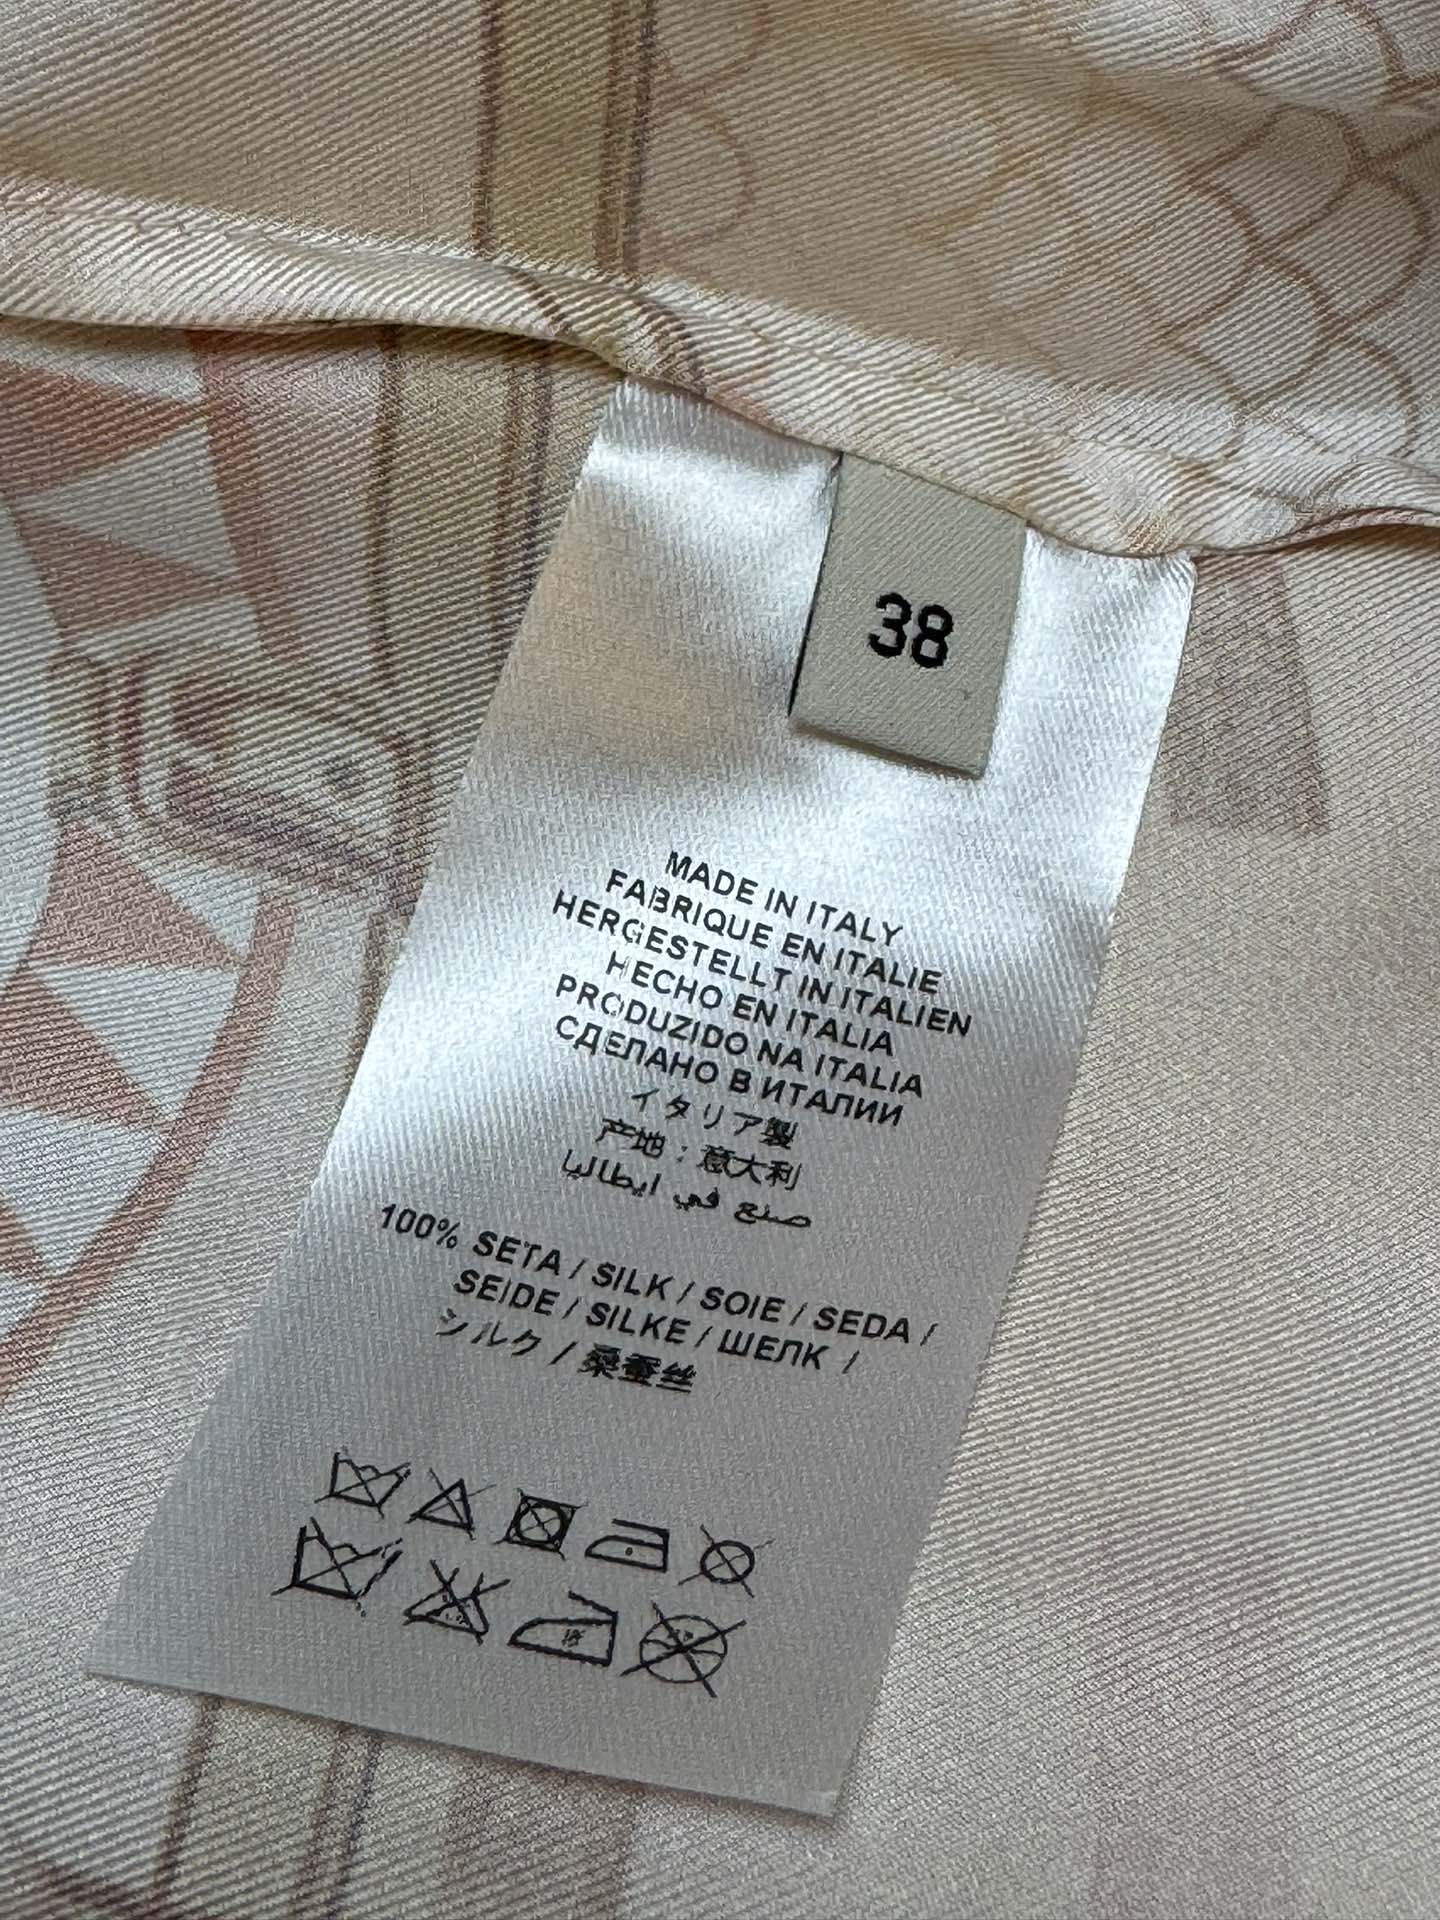 38
MADE IN ITALY
FABRIQUE EN ITALIE
HERGESTELLT IN ITALIEN
HECHO EN ITALIA
PRODUZIDO NA ITALIA
СДЕЛАНО В ИТАЛИИ
イタリア製
产地：意大利
صنع في ايطاليا
100% SETA / SILK / SOIE / SEDA /
SEIDE / SILKE / ШЕЛК /
シルク / 桑蚕丝